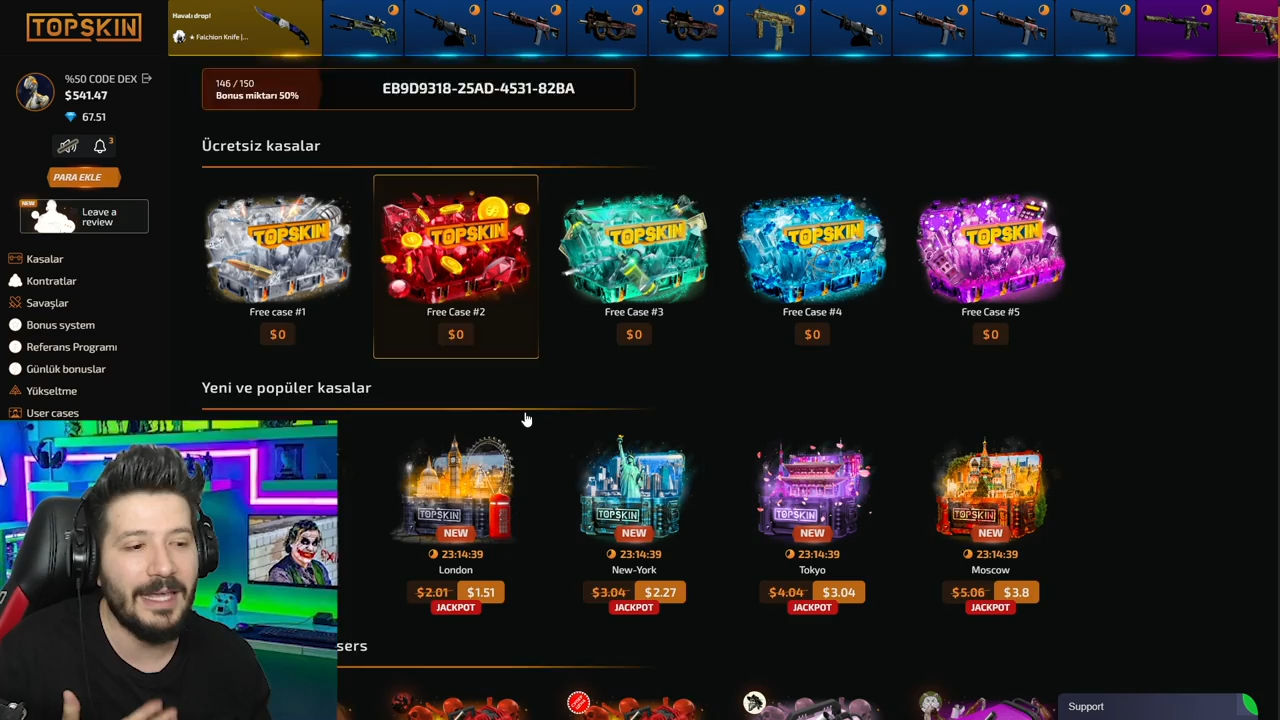 TOPSKIN
Havalı drop!
★ Falchion Knife |...
%50 CODE DEX
$541.47
67.51
3
PARA EKLE
NEW
Leave a
review
Kasalar
Kontratlar
Savaşlar
Bonus system
Referans Programı
Günlük bonuslar
Yükseltme
User cases
146 / 150
Bonus miktarı 50%
EB9D9318-25AD-4531-82BA
Ücretsiz kasalar
TOPSKIN
TOPSKIN
TOPSKIN
TOPSKIN
TOPSKIN
Free case #1
Free Case #2
Free Case #3
Free Case #4
Free Case #5
$0
$0
$0
$0
$0
Yeni ve popüler kasalar
TOPSKIN
TOPSKIN
TOPSKIN
TOPSKIN
NEW
NEW
NEW
NEW
23:14:39
23:14:39
23:14:39
23:14:39
London
New-York
Tokyo
Moscow
$2.01 $1.51
$3.04 $2.27
$4.04 $3.04
$5.06 $3.8
JACKPOT
JACKPOT
JACKPOT
JACKPOT
sers
Support